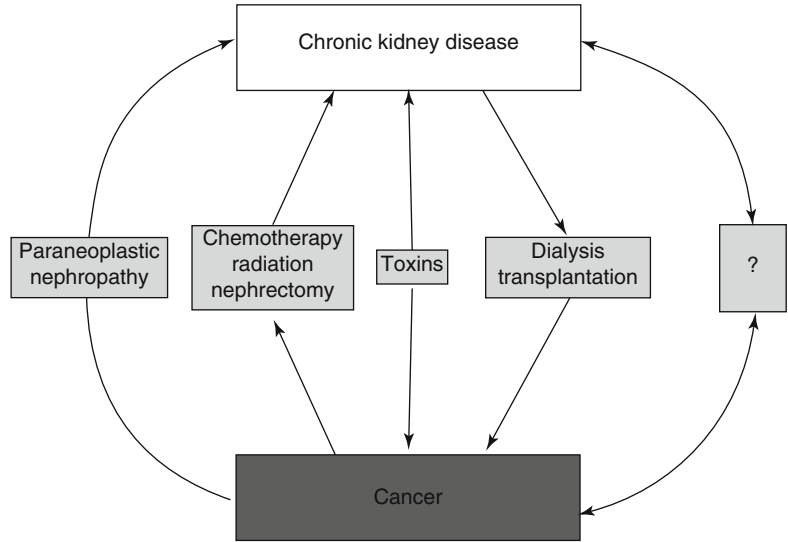 Chronic kidney disease
Paraneoplastic
nephropathy
Chemotherapy
radiation
nephrectomy
Toxins
Dialysis
transplantation
?
Cancer